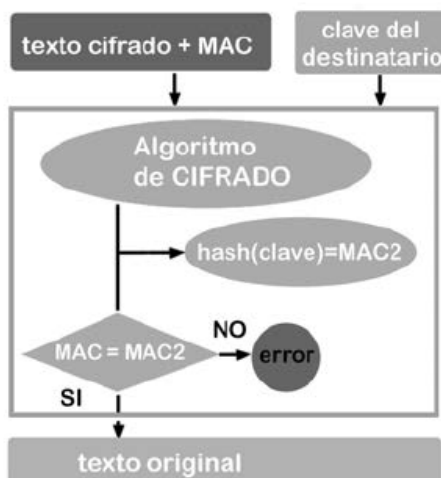 texto cifrado + MAC
clave del
destinatario
Algoritmo
de CIFRADO
hash(clave)=MAC2
MAC = MAC2
NO
error
SI
texto original